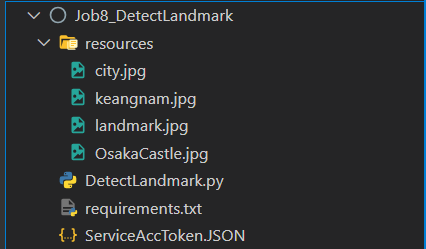 Job8_DetectLandmark
resources
city.jpg
keangnam.jpg
landmark.jpg
OsakaCastle.jpg
DetectLandmark.py
requirements.txt
ServiceAccToken.JSON